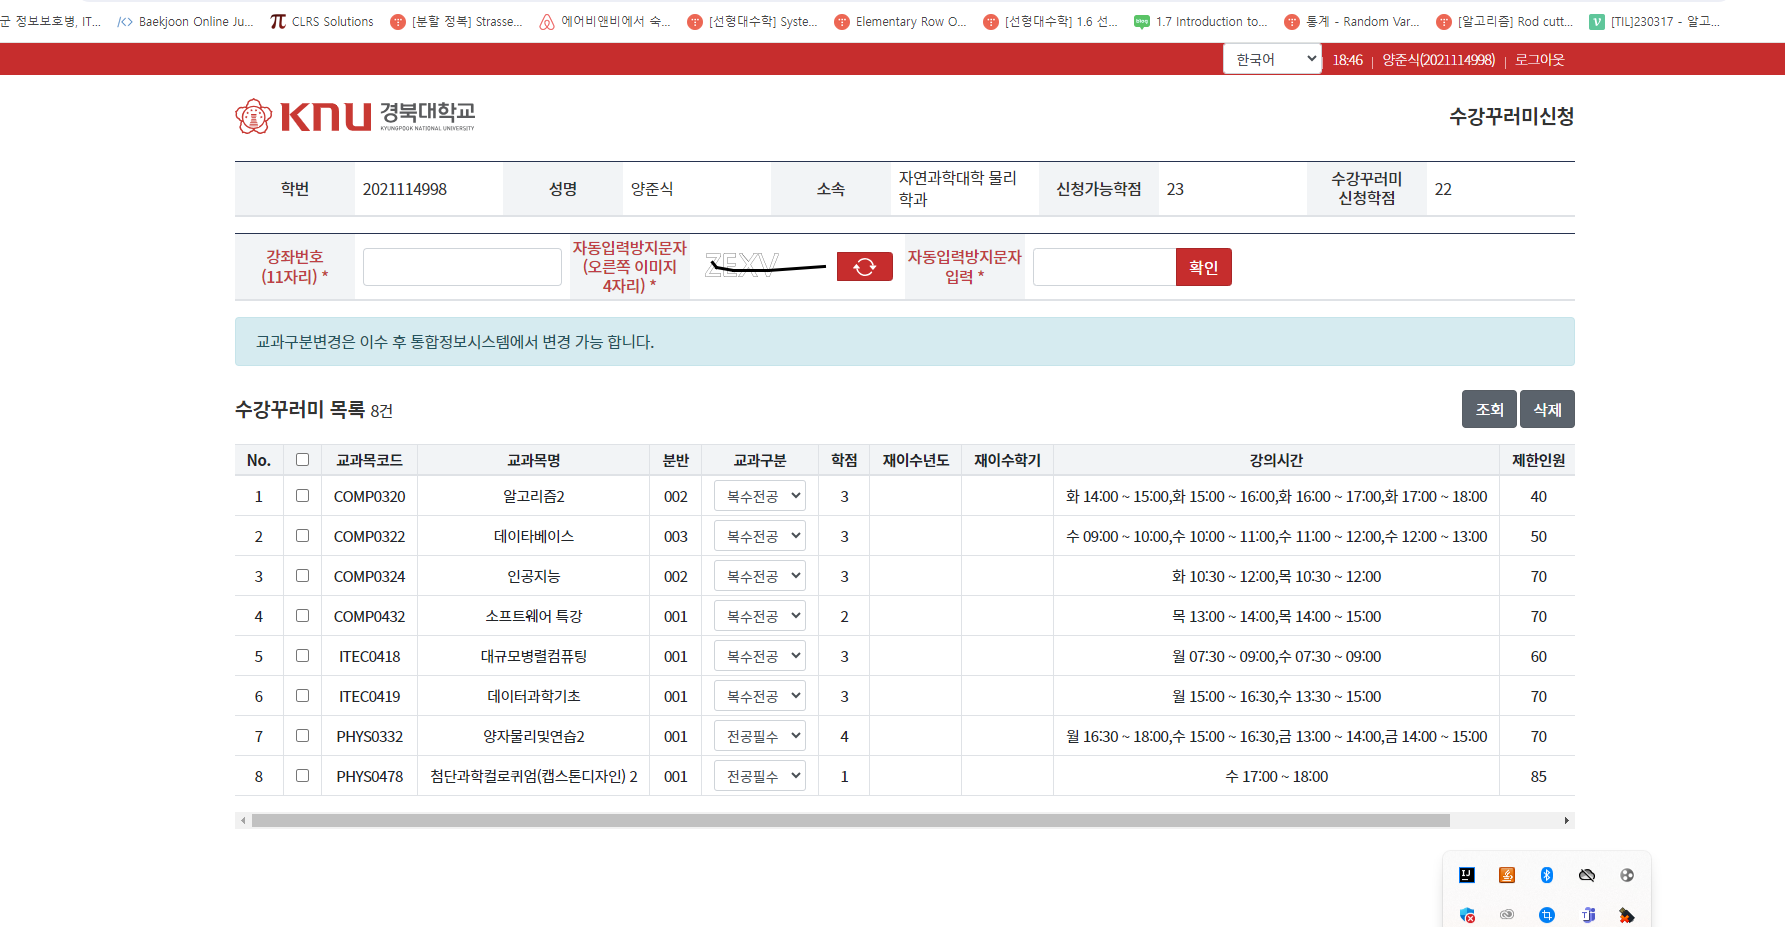 군 정보보호병, IT... Baekjoon Online Ju... CLRS Solutions [분할 정복] Strasse... 에어비앤비에서 숙... [선형대수학] Syste... Elementary Row O... [선형대수학] 1.6 선... 1.7 Introduction to... 통계 - Random Var... [알고리즘] Rod cutt... [TIL]230317 - 알고...
한국어 18:46 | 양준식(2021114998) | 로그아웃
KNU 경북대학교 수강꾸러미신청
KYUNGPOOK NATIONAL UNIVERSITY
학번 2021114998 성명 양준식 소속 자연과학대학 물리 신청가능학점 23 수강꾸러미 22
학과 신청학점
강좌번호 자동입력방지문자 ZEXV 자동입력방지문자 확인
(11자리) * (오른쪽 이미지 입력 *
4자리) *
교과구분변경은 이수 후 통합정보시스템에서 변경 가능 합니다.
수강꾸러미 목록 8건 조회 삭제
No. 교과목코드 교과목명 분반 교과구분 학점 재이수년도 재이수학기 강의시간 제한인원
1 COMP0320 알고리즘2 002 복수전공 3 화 14:00 ~ 15:00,화 15:00 ~ 16:00,화 16:00 ~ 17:00,화 17:00 ~ 18:00 40
2 COMP0322 데이타베이스 003 복수전공 3 수 09:00 ~ 10:00,수 10:00 ~ 11:00,수 11:00 ~ 12:00,수 12:00 ~ 13:00 50
3 COMP0324 인공지능 002 복수전공 3 화 10:30 ~ 12:00,목 10:30 ~ 12:00 70
4 COMP0432 소프트웨어 특강 001 복수전공 2 목 13:00 ~ 14:00,목 14:00 ~ 15:00 70
5 ITEC0418 대규모병렬컴퓨팅 001 복수전공 3 월 07:30 ~ 09:00,수 07:30 ~ 09:00 60
6 ITEC0419 데이터과학기초 001 복수전공 3 월 15:00 ~ 16:30,수 13:30 ~ 15:00 70
7 PHYS0332 양자물리및연습2 001 전공필수 4 월 16:30 ~ 18:00,수 15:00 ~ 16:30,금 13:00 ~ 14:00,금 14:00 ~ 15:00 70
8 PHYS0478 첨단과학컬로퀴엄(캡스톤디자인) 2 001 전공필수 1 수 17:00 ~ 18:00 85